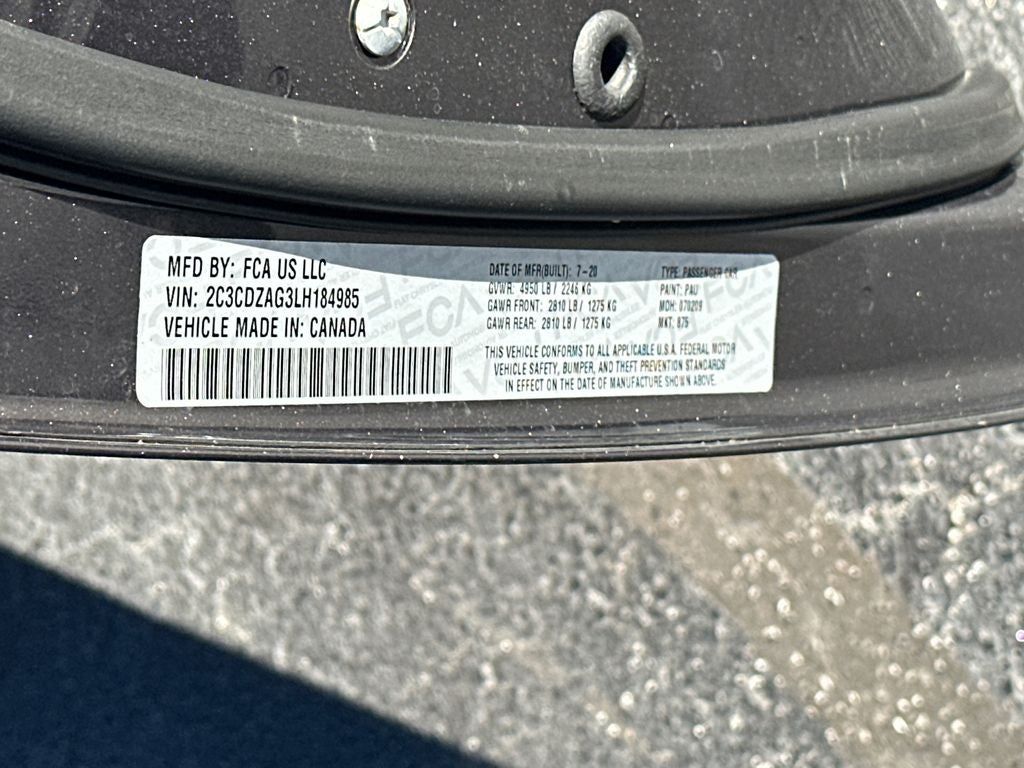 MFD BY: FCA US LLC
VIN: 2C3CDZAG3LH184985
VEHICLE MADE IN: CANADA
DATE OF MFR(BUILT): 7-20
GVWR: 4950 LB / 2246 KG
GAWR FRONT: 2810 LB / 1275 KG
GAWR REAR: 2810 LB / 1275 KG
TYPE: PASSENGER CAR
PAINT: PAU
MDH: 070209
MKT: 875
THIS VEHICLE CONFORMS TO ALL APPLICABLE U.S.A. FEDERAL MOTOR
VEHICLE SAFETY, BUMPER, AND THEFT PREVENTION STANDARDS
IN EFFECT ON THE DATE OF MANUFACTURE SHOWN ABOVE.